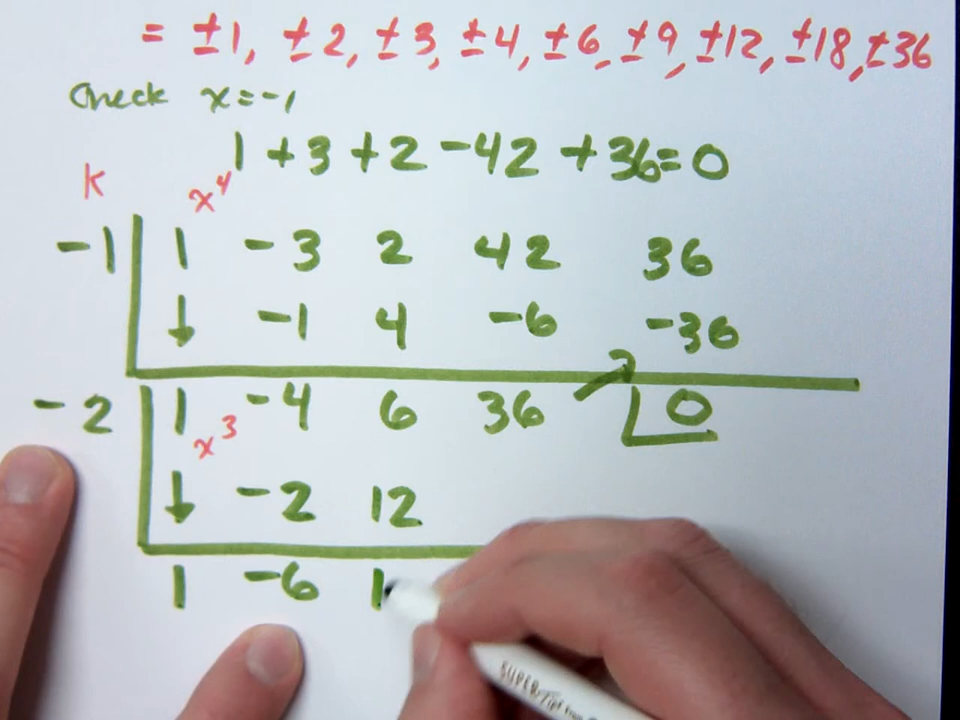 = ±1, ±2, ±3, ±4, ±6, ±9, ±12, ±18, ±36
Check x=-1
1 +3 +2 -42 +36=0
k x⁴
-1 1 -3 2 42 36
↓ -1 4 -6 -36
-2 1 -4 6 36 0
x³
↓ -2 12
1 -6 1
SUPER